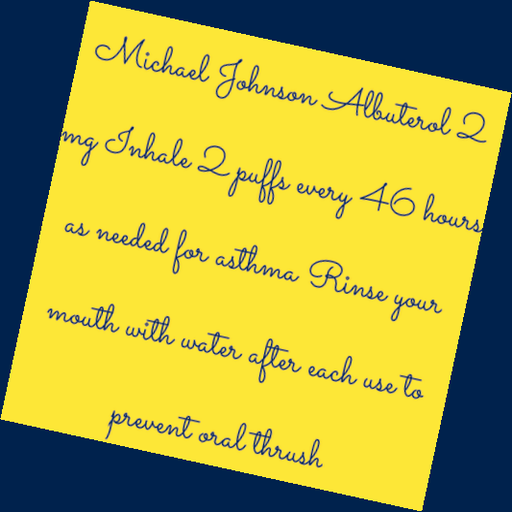 Michael Johnson Albuterol 2
mg Inhale 2 puffs every 46 hours
as needed for asthma Rinse your
mouth with water after each use to
prevent oral thrush